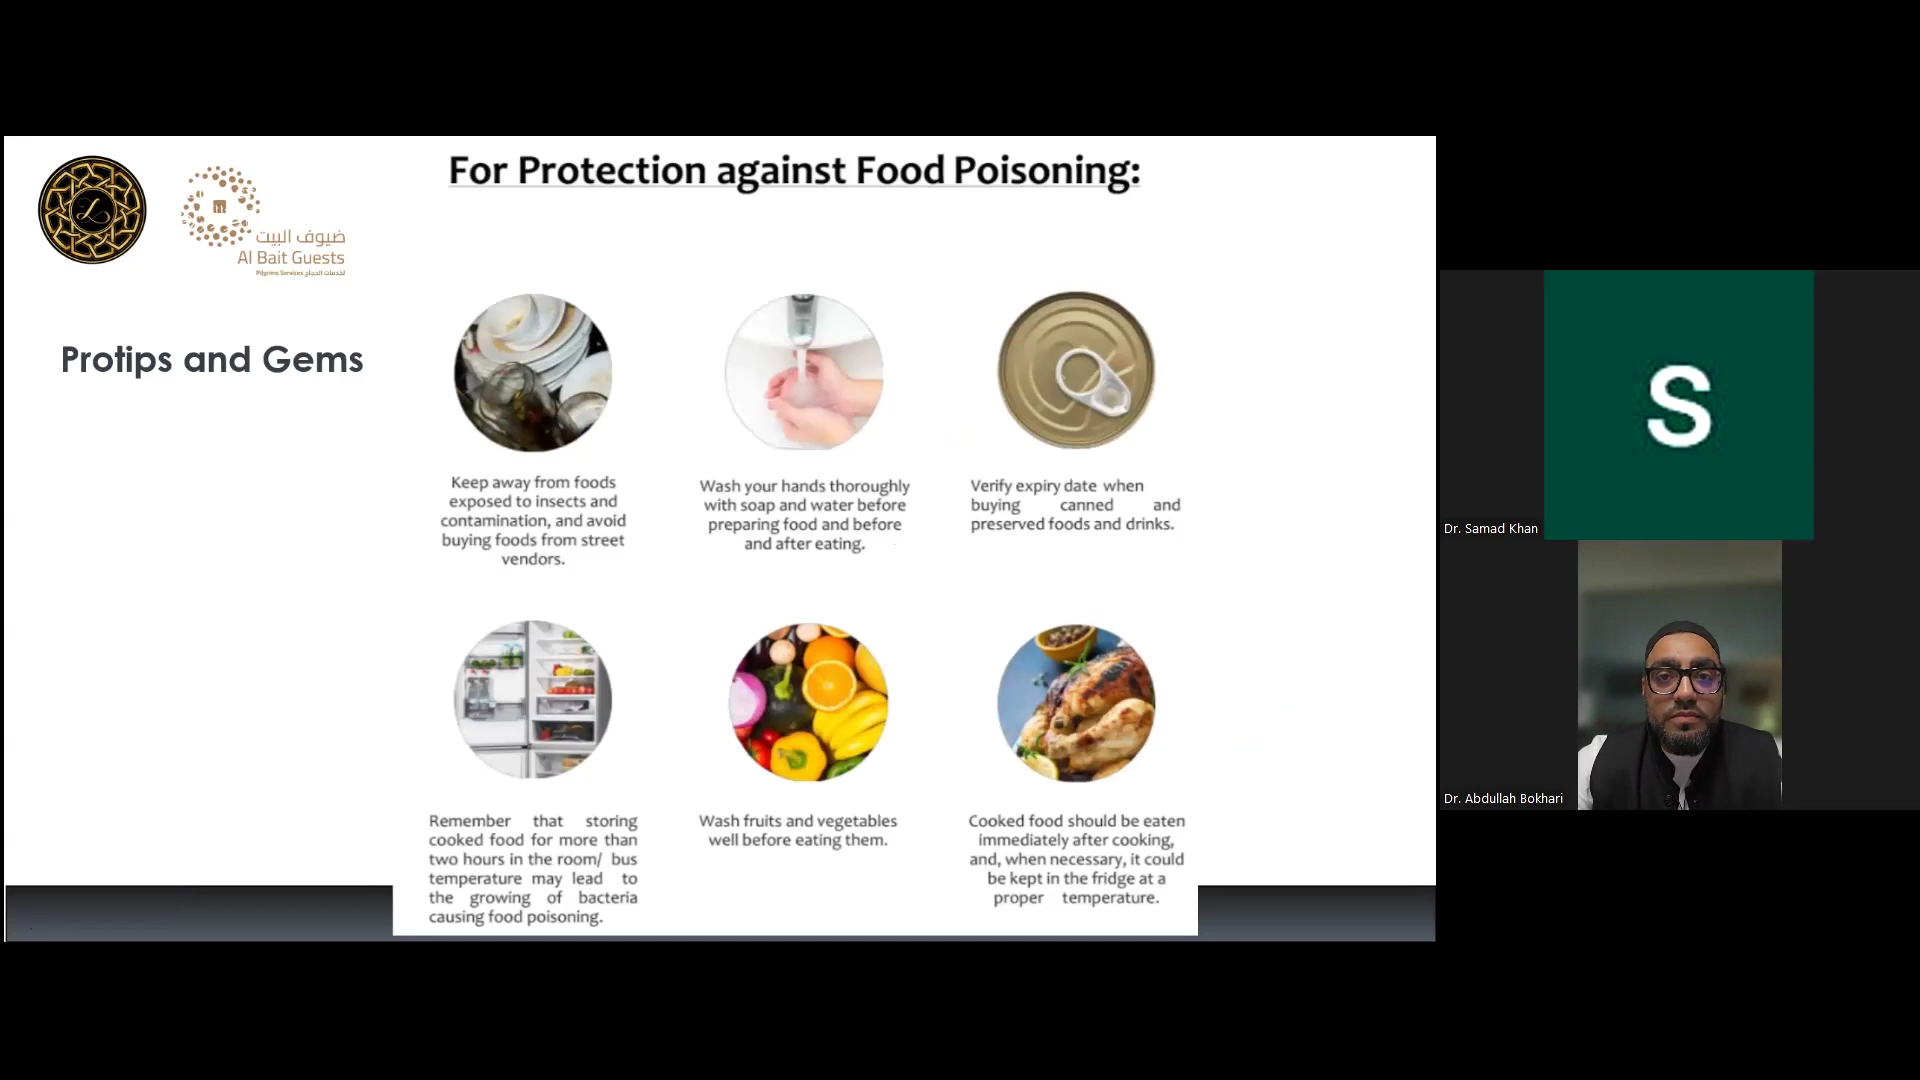 For Protection against Food Poisoning:
ضيوف البيت
Al Bait Guests
Pilgrims Services لخدمات الحجاج
Protips and Gems
Keep away from foods
exposed to insects and
contamination, and avoid
buying foods from street
vendors.
Wash your hands thoroughly
with soap and water before
preparing food and before
and after eating.
Verify expiry date when
buying canned and
preserved foods and drinks.
Remember that storing
cooked food for more than
two hours in the room/ bus
temperature may lead to
the growing of bacteria
causing food poisoning.
Wash fruits and vegetables
well before eating them.
Cooked food should be eaten
immediately after cooking,
and, when necessary, it could
be kept in the fridge at a
proper temperature.
S
Dr. Samad Khan
Dr. Abdullah Bokhari